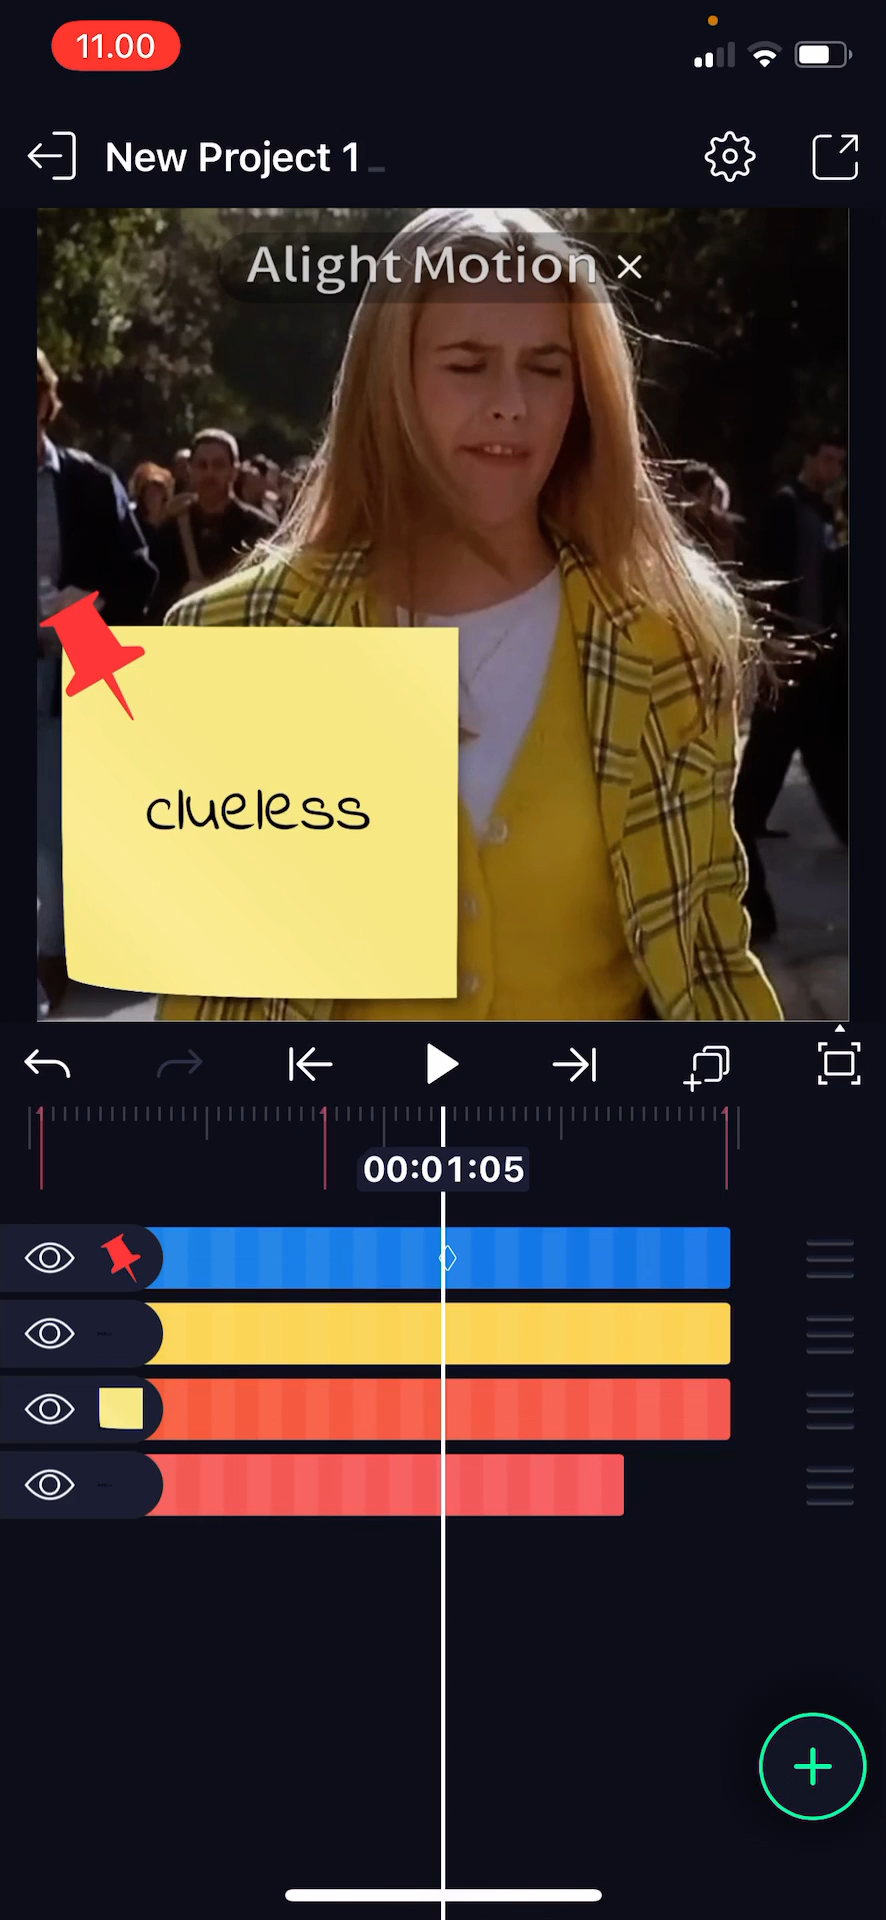 11.00
New Project 1
Alight Motion ×
clueless
00:01:05